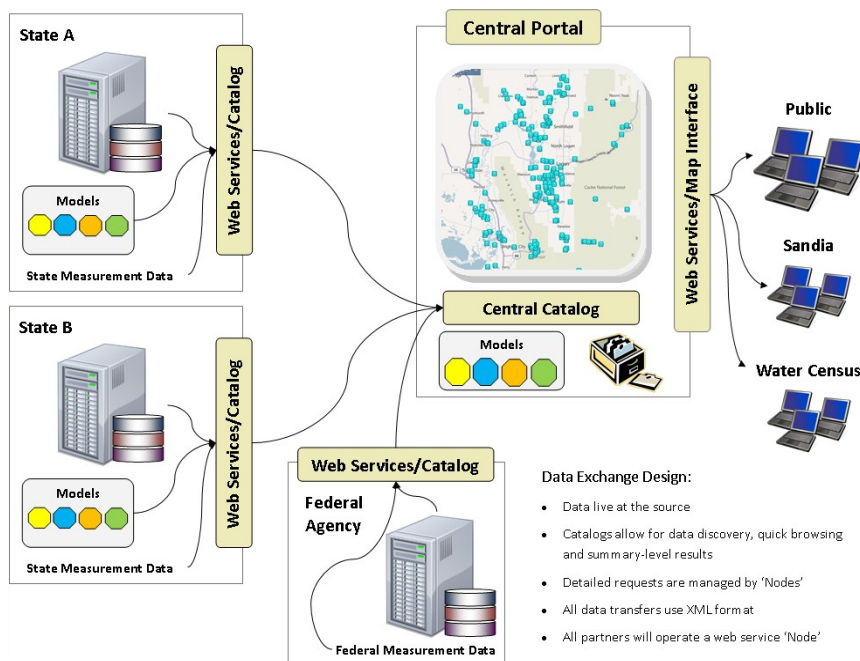 State A
Web Services/Catalog
Models
State Measurement Data
State B
Web Services/Catalog
Models
State Measurement Data
Web Services/Catalog
Federal
Agency
Federal Measurement Data
Central Portal
Central Catalog
Models
Web Services/Map Interface
Public
Sandia
Water Census
Data Exchange Design:
• Data live at the source
• Catalogs allow for data discovery, quick browsing
and summary-level results
• Detailed requests are managed by ‘Nodes’
• All data transfers use XML format
• All partners will operate a web service ‘Node’